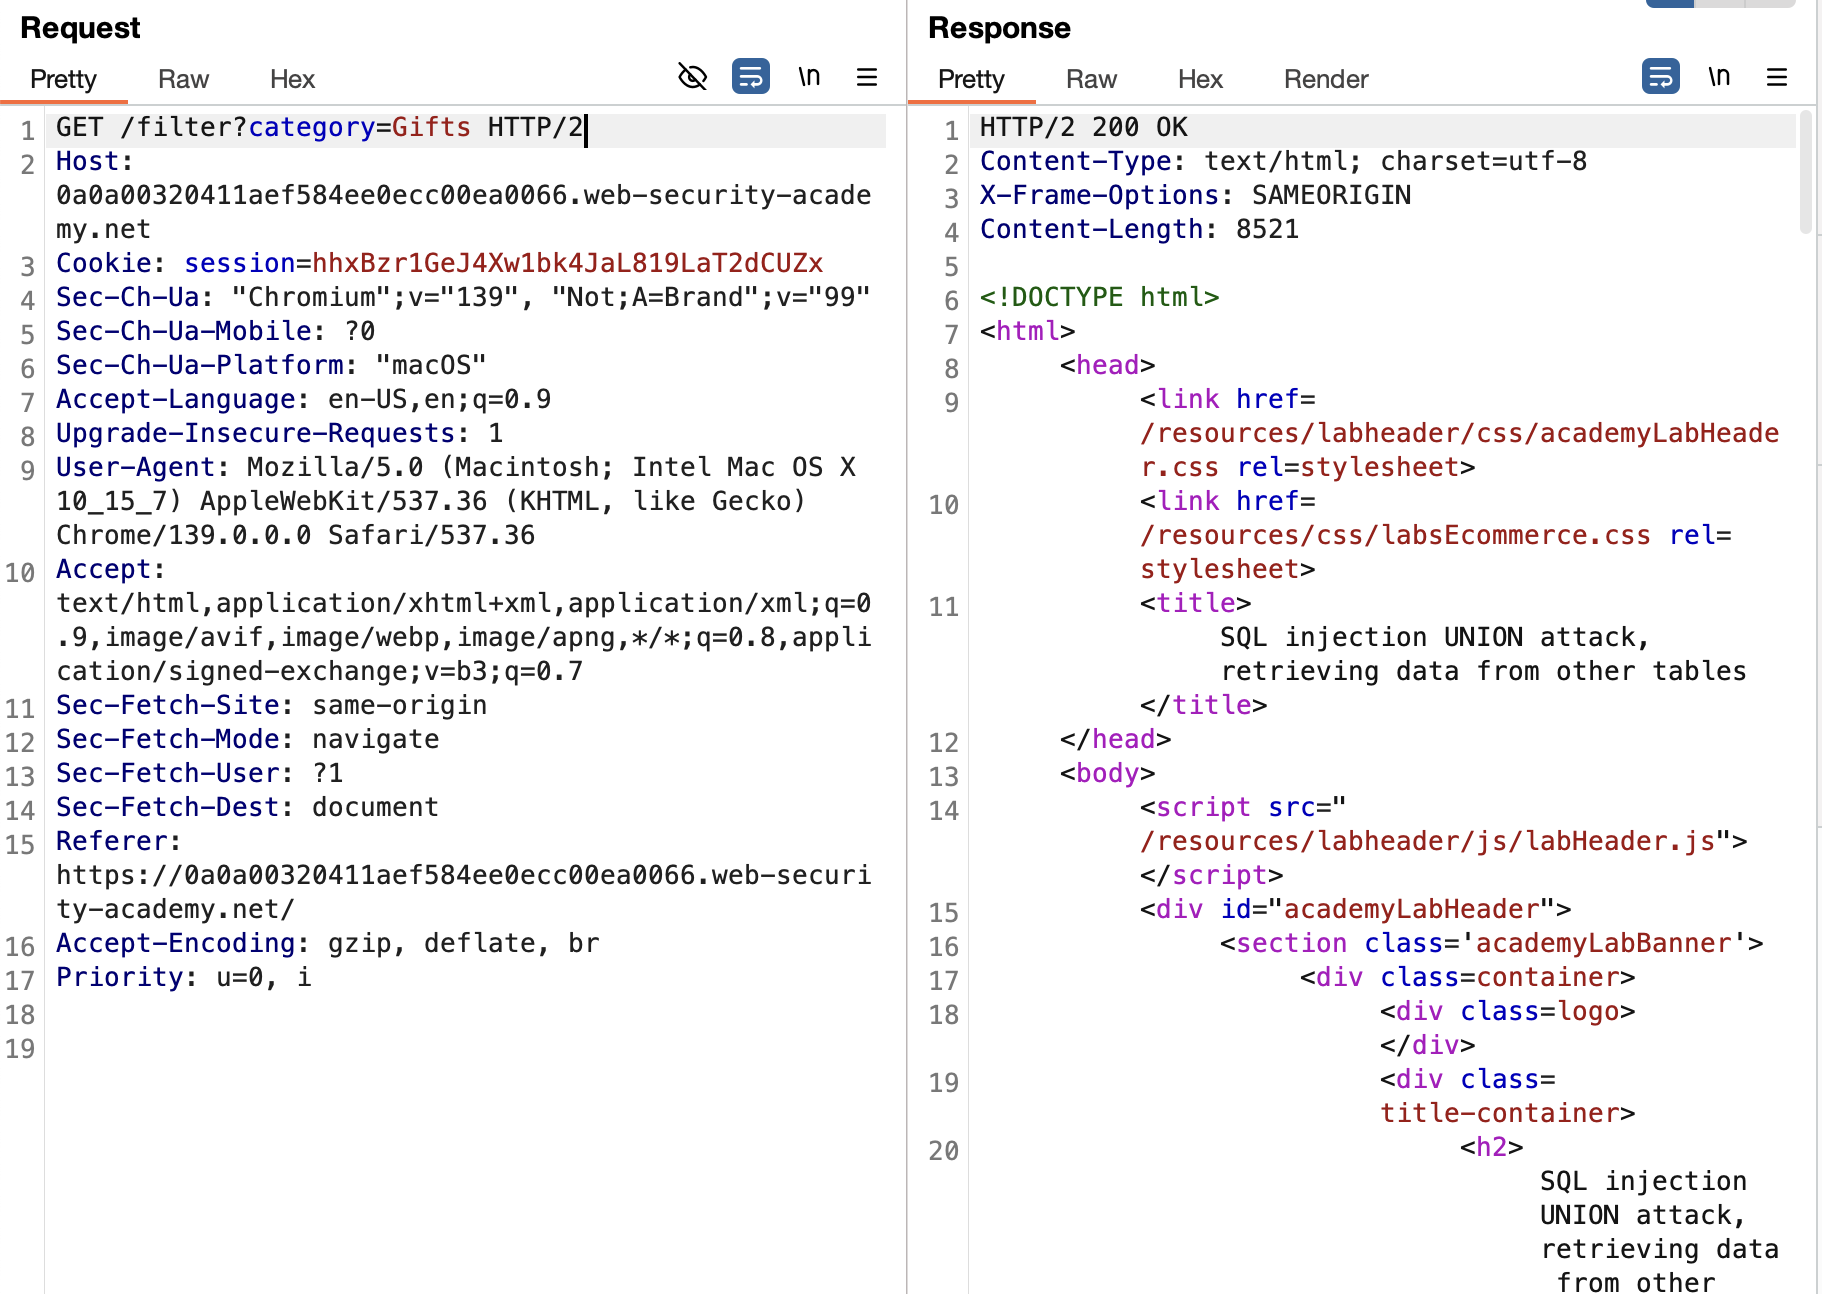 Request
Pretty Raw Hex \n
1 GET /filter?category=Gifts HTTP/2
2 Host:
0a0a00320411aef584ee0ecc00ea0066.web-security-acade
my.net
3 Cookie: session=hhxBzr1GeJ4Xw1bk4JaL819LaT2dCUZx
4 Sec-Ch-Ua: "Chromium";v="139", "Not;A=Brand";v="99"
5 Sec-Ch-Ua-Mobile: ?0
6 Sec-Ch-Ua-Platform: "macOS"
7 Accept-Language: en-US,en;q=0.9
8 Upgrade-Insecure-Requests: 1
9 User-Agent: Mozilla/5.0 (Macintosh; Intel Mac OS X
10_15_7) AppleWebKit/537.36 (KHTML, like Gecko)
Chrome/139.0.0.0 Safari/537.36
10 Accept:
text/html,application/xhtml+xml,application/xml;q=0
.9,image/avif,image/webp,image/apng,*/*;q=0.8,appli
cation/signed-exchange;v=b3;q=0.7
11 Sec-Fetch-Site: same-origin
12 Sec-Fetch-Mode: navigate
13 Sec-Fetch-User: ?1
14 Sec-Fetch-Dest: document
15 Referer:
https://0a0a00320411aef584ee0ecc00ea0066.web-securi
ty-academy.net/
16 Accept-Encoding: gzip, deflate, br
17 Priority: u=0, i
18
19
Response
Pretty Raw Hex Render \n
1 HTTP/2 200 OK
2 Content-Type: text/html; charset=utf-8
3 X-Frame-Options: SAMEORIGIN
4 Content-Length: 8521
5
6 <!DOCTYPE html>
7 <html>
8 <head>
9 <link href=
/resources/labheader/css/academyLabHeade
r.css rel=stylesheet>
10 <link href=
/resources/css/labsEcommerce.css rel=
stylesheet>
11 <title>
SQL injection UNION attack,
retrieving data from other tables
</title>
12 </head>
13 <body>
14 <script src="
/resources/labheader/js/labHeader.js">
</script>
15 <div id="academyLabHeader">
16 <section class='academyLabBanner'>
17 <div class=container>
18 <div class=logo>
</div>
19 <div class=
title-container>
20 <h2>
SQL injection
UNION attack,
retrieving data
from other